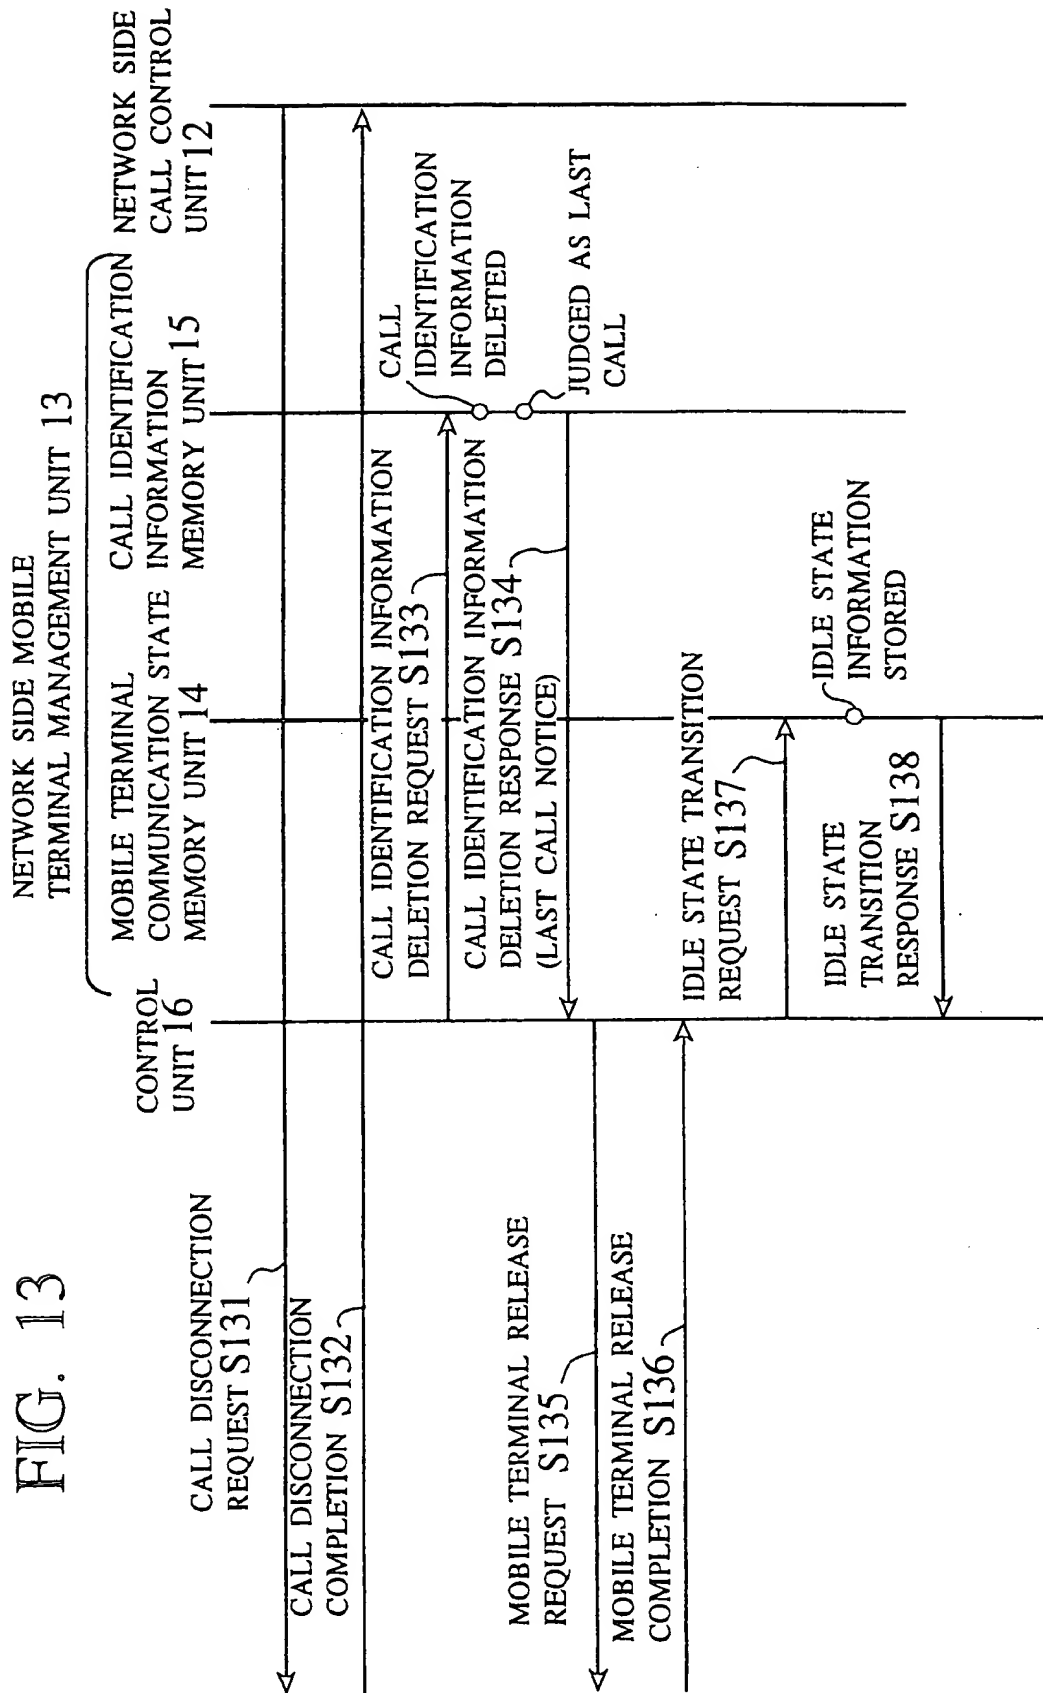 FIG. 13
NETWORK SIDE MOBILE
TERMINAL MANAGEMENT UNIT 13
CONTROL
UNIT 16
MOBILE TERMINAL
COMMUNICATION STATE
MEMORY UNIT 14
CALL IDENTIFICATION
INFORMATION
MEMORY UNIT 15
NETWORK SIDE
CALL CONTROL
UNIT 12
CALL DISCONNECTION
REQUEST S131
CALL DISCONNECTION
COMPLETION S132
CALL IDENTIFICATION INFORMATION
DELETION REQUEST S133
CALL
IDENTIFICATION
INFORMATION
DELETED
CALL IDENTIFICATION INFORMATION
DELETION RESPONSE S134
(LAST CALL NOTICE)
JUDGED AS LAST
CALL
MOBILE TERMINAL RELEASE
REQUEST S135
MOBILE TERMINAL RELEASE
COMPLETION S136
IDLE STATE TRANSITION
REQUEST S137
IDLE STATE
INFORMATION
STORED
IDLE STATE
TRANSITION
RESPONSE S138